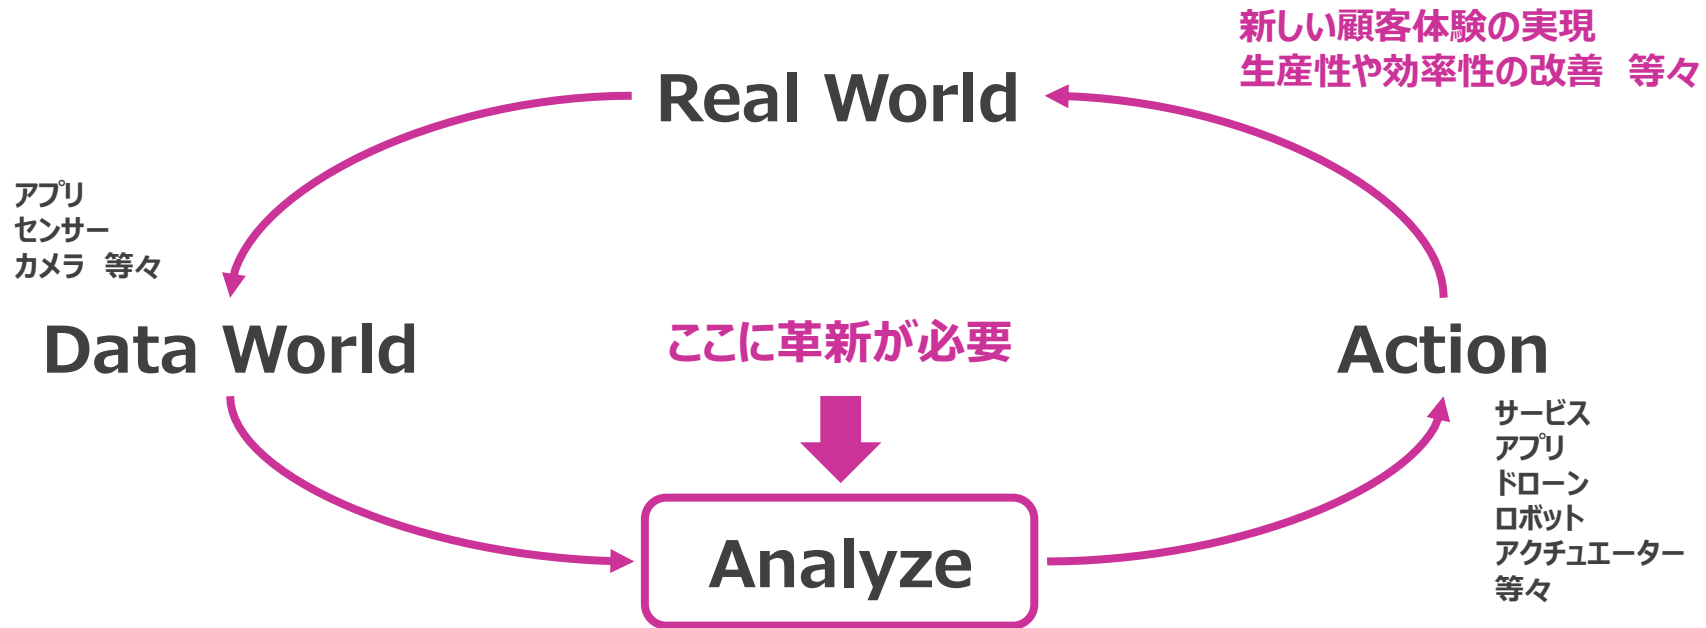 新しい顧客体験の実現
生産性や効率性の改善　等々
Real World
アプリ
センサー
カメラ　等々
Data World
ここに革新が必要
Action
サービス
アプリ
ドローン
ロボット
アクチュエーター
等々
Analyze